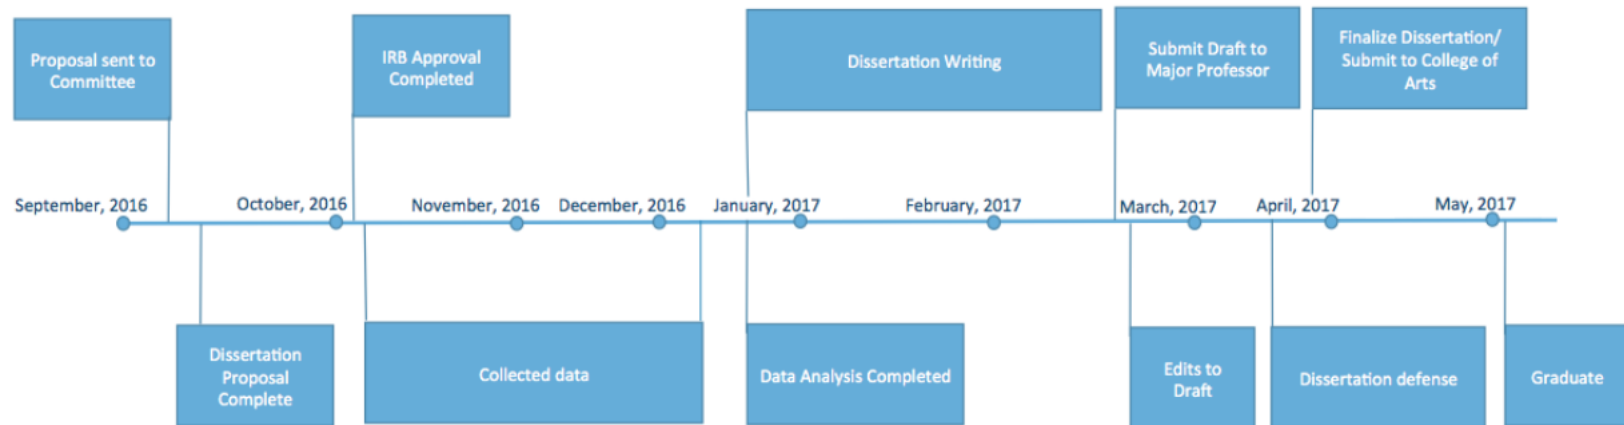 Proposal sent to
Committee
IRB Approval
Completed
Dissertation Writing
Submit Draft to
Major Professor
Finalize Dissertation/
Submit to College of
Arts
September, 2016
October, 2016
November, 2016
December, 2016
January, 2017
February, 2017
March, 2017
April, 2017
May, 2017
Dissertation
Proposal
Complete
Collected data
Data Analysis Completed
Edits to
Draft
Dissertation defense
Graduate